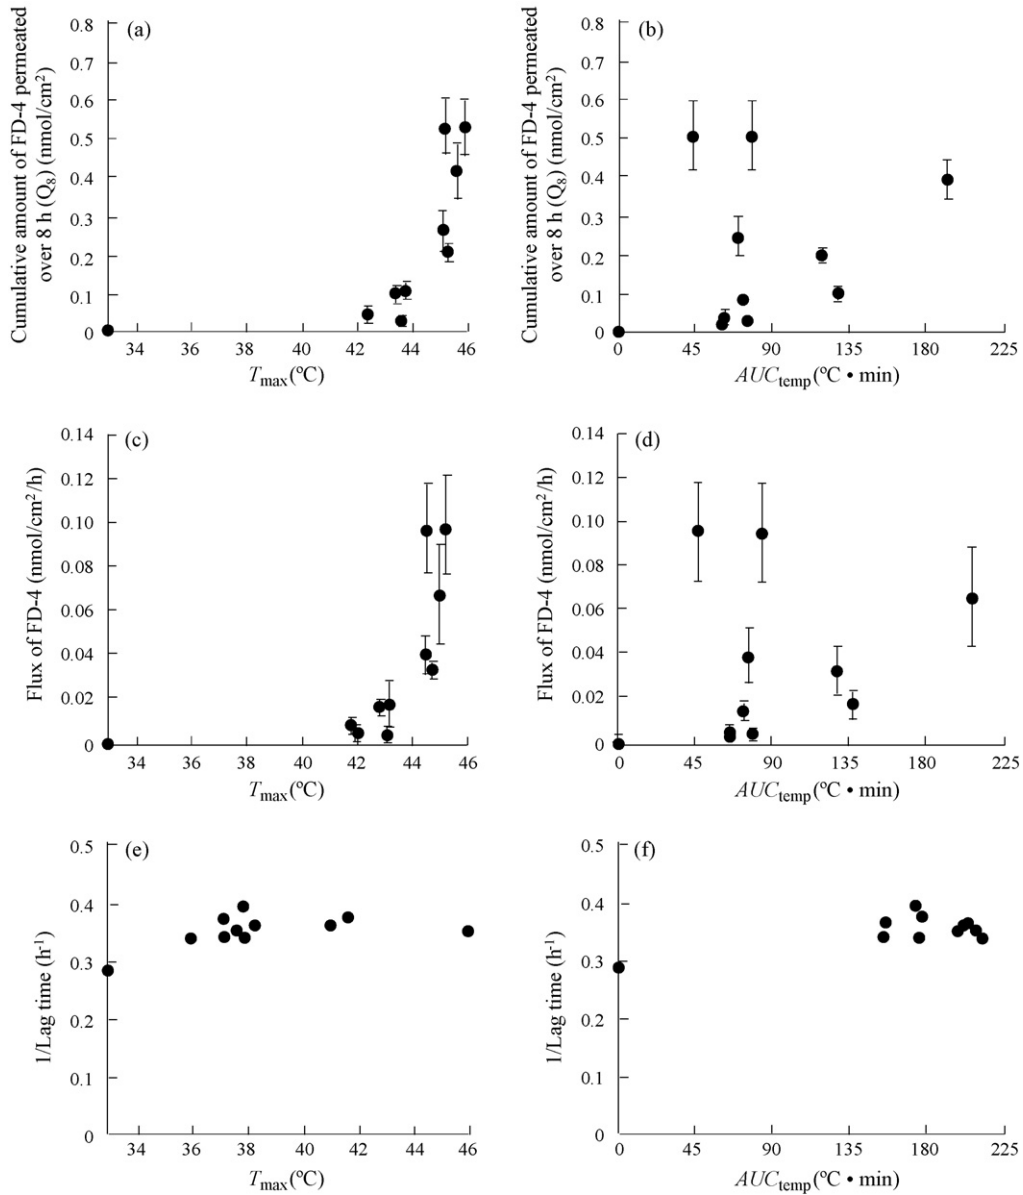 (a)
Cumulative amount of FD-4 permeated
over 8 h (Q₈) (nmol/cm²)
0.8
0.7
0.6
0.5
0.4
0.3
0.2
0.1
0
34 36 38 40 42 44 46
Tmax(ºC)
(b)
Cumulative amount of FD-4 permeated
over 8 h (Q₈) (nmol/cm²)
0.8
0.7
0.6
0.5
0.4
0.3
0.2
0.1
0
0 45 90 135 180 225
AUCtemp(ºC • min)
(c)
Flux of FD-4 (nmol/cm²/h)
0.14
0.12
0.10
0.08
0.06
0.04
0.02
0
34 36 38 40 42 44 46
Tmax(ºC)
(d)
Flux of FD-4 (nmol/cm²/h)
0.14
0.12
0.10
0.08
0.06
0.04
0.02
0
0 45 90 135 180 225
AUCtemp(ºC • min)
(e)
1/Lag time (h⁻¹)
0.5
0.4
0.3
0.2
0.1
0
34 36 38 40 42 44 46
Tmax(ºC)
(f)
1/Lag time (h⁻¹)
0.5
0.4
0.3
0.2
0.1
0
0 45 90 135 180 225
AUCtemp(ºC • min)